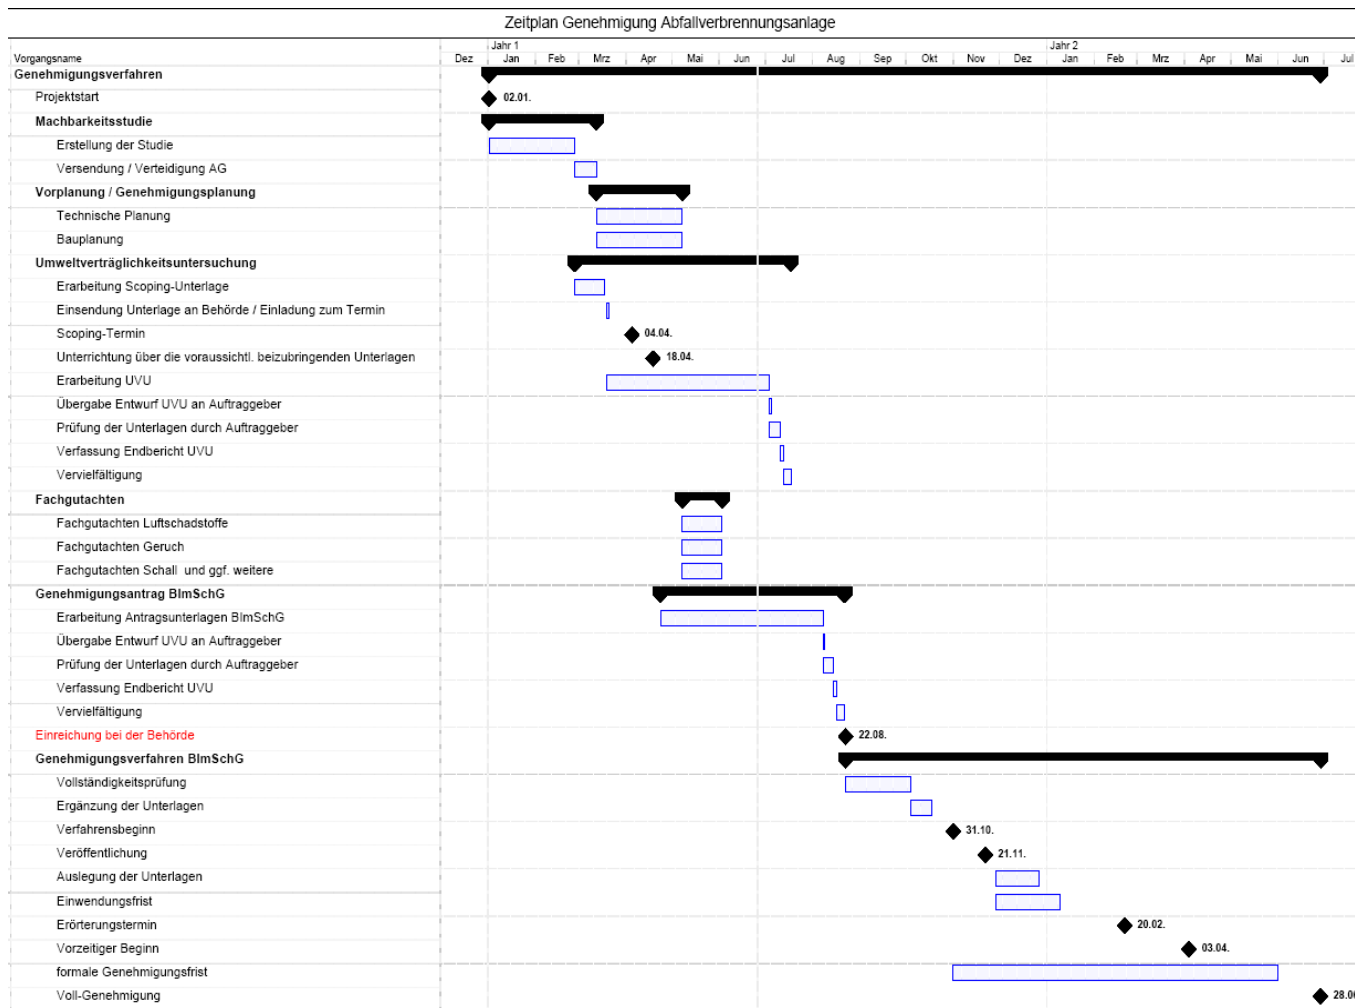 Zeitplan Genehmigung Abfallverbrennungsanlage
Jahr 1 Jahr 2
Vorgangsname Dez Jan Feb Mrz Apr Mai Jun Jul Aug Sep Okt Nov Dez Jan Feb Mrz Apr Mai Jun Jul
Genehmigungsverfahren
Projektstart 02.01.
Machbarkeitsstudie
Erstellung der Studie
Versendung / Verteidigung AG
Vorplanung / Genehmigungsplanung
Technische Planung
Bauplanung
Umweltverträglichkeitsuntersuchung
Erarbeitung Scoping-Unterlage
Einsendung Unterlage an Behörde / Einladung zum Termin
Scoping-Termin 04.04.
Unterrichtung über die voraussichtl. beizubringenden Unterlagen 18.04.
Erarbeitung UVU
Übergabe Entwurf UVU an Auftraggeber
Prüfung der Unterlagen durch Auftraggeber
Verfassung Endbericht UVU
Vervielfältigung
Fachgutachten
Fachgutachten Luftschadstoffe
Fachgutachten Geruch
Fachgutachten Schall und ggf. weitere
Genehmigungsantrag BImSchG
Erarbeitung Antragsunterlagen BImSchG
Übergabe Entwurf UVU an Auftraggeber
Prüfung der Unterlagen durch Auftraggeber
Verfassung Endbericht UVU
Vervielfältigung
Einreichung bei der Behörde 22.08.
Genehmigungsverfahren BImSchG
Vollständigkeitsprüfung
Ergänzung der Unterlagen
Verfahrensbeginn 31.10.
Veröffentlichung 21.11.
Auslegung der Unterlagen
Einwendungsfrist
Erörterungstermin 20.02.
Vorzeitiger Beginn 03.04.
formale Genehmigungsfrist
Voll-Genehmigung